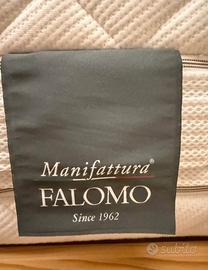 Manifattura®
FALOMO
Since 1962
subito